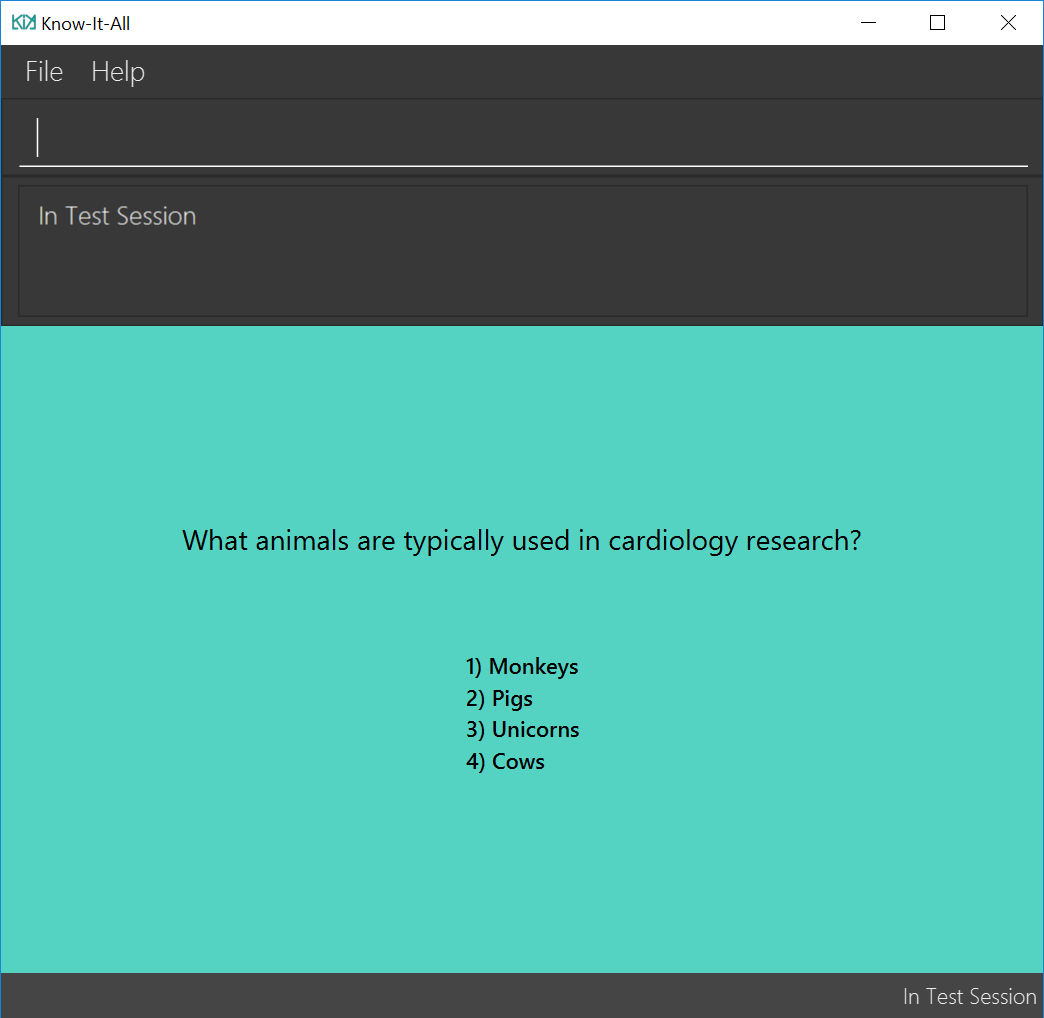 Know-It-All
File Help
In Test Session
What animals are typically used in cardiology research?
1) Monkeys
2) Pigs
3) Unicorns
4) Cows
In Test Session